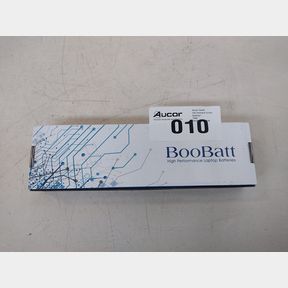 Aucor
010
BooBatt
High Performance Laptop Batteries